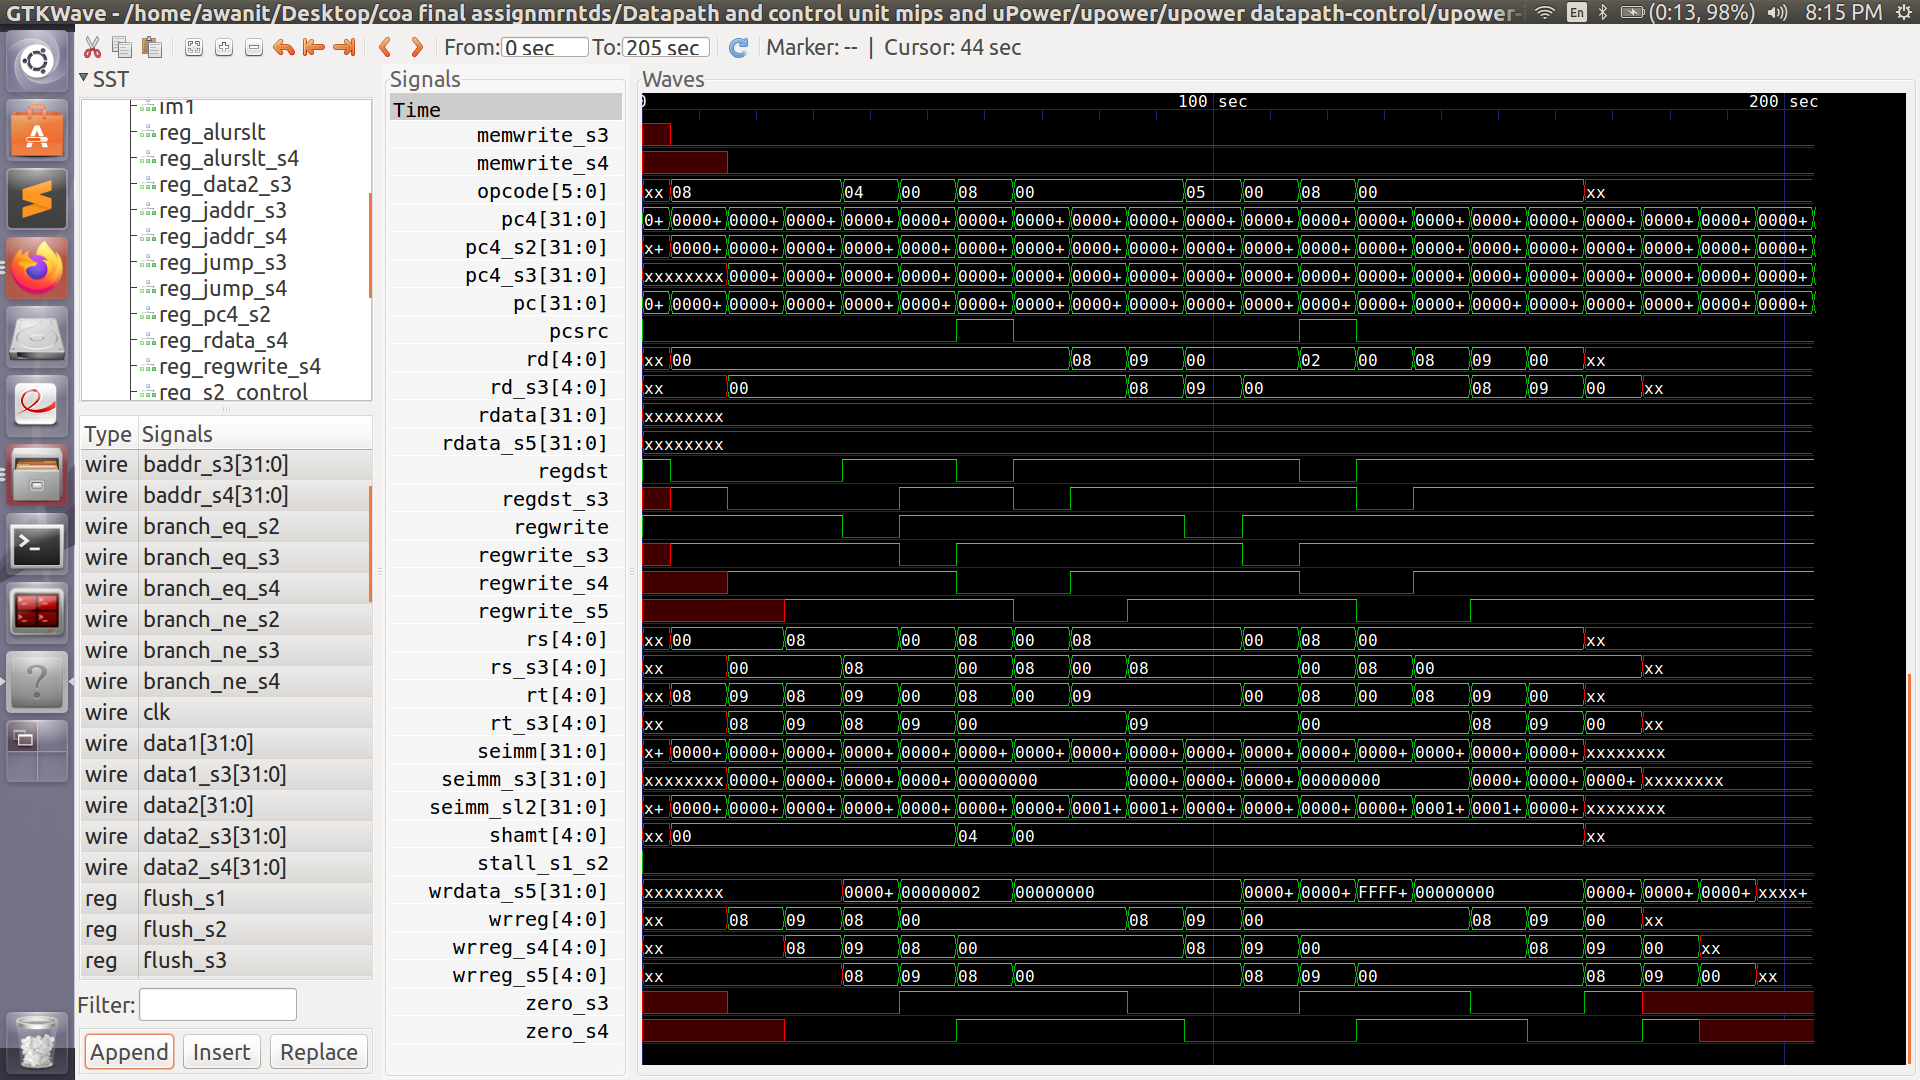 GTKWave - /home/awanit/Desktop/coa final assignmrntds/Datapath and control unit mips and uPower/upower/upower datapath-control/upower- En (0:13, 98%) 8:15 PM
From: 0 sec To: 205 sec Marker: -- | Cursor: 44 sec
SST
im1
reg_alurslt
reg_alurslt_s4
reg_data2_s3
reg_jaddr_s3
reg_jaddr_s4
reg_jump_s3
reg_jump_s4
reg_pc4_s2
reg_rdata_s4
reg_regwrite_s4
reg_s2_control
Type Signals
wire baddr_s3[31:0]
wire baddr_s4[31:0]
wire branch_eq_s2
wire branch_eq_s3
wire branch_eq_s4
wire branch_ne_s2
wire branch_ne_s3
wire branch_ne_s4
wire clk
wire data1[31:0]
wire data1_s3[31:0]
wire data2[31:0]
wire data2_s3[31:0]
wire data2_s4[31:0]
reg flush_s1
reg flush_s2
reg flush_s3
Filter:
Append Insert Replace
Signals
Time
memwrite_s3
memwrite_s4
opcode[5:0]
pc4[31:0]
pc4_s2[31:0]
pc4_s3[31:0]
pc[31:0]
pcsrc
rd[4:0]
rd_s3[4:0]
rdata[31:0]
rdata_s5[31:0]
regdst
regdst_s3
regwrite
regwrite_s3
regwrite_s4
regwrite_s5
rs[4:0]
rs_s3[4:0]
rt[4:0]
rt_s3[4:0]
seimm[31:0]
seimm_s3[31:0]
seimm_sl2[31:0]
shamt[4:0]
stall_s1_s2
wrdata_s5[31:0]
wrreg[4:0]
wrreg_s4[4:0]
wrreg_s5[4:0]
zero_s3
zero_s4
Waves
0 100 sec 200 sec
xx 08 04 00 08 00 05 00 08 00 xx
0+ 0000+ 0000+ 0000+ 0000+ 0000+ 0000+ 0000+ 0000+ 0000+ 0000+ 0000+ 0000+ 0000+ 0000+ 0000+ 0000+ 0000+ 0000+ 0000+ 0000+
x+ 0000+ 0000+ 0000+ 0000+ 0000+ 0000+ 0000+ 0000+ 0000+ 0000+ 0000+ 0000+ 0000+ 0000+ 0000+ 0000+ 0000+ 0000+ 0000+ 0000+
xxxxxxxx 0000+ 0000+ 0000+ 0000+ 0000+ 0000+ 0000+ 0000+ 0000+ 0000+ 0000+ 0000+ 0000+ 0000+ 0000+ 0000+ 0000+ 0000+ 0000+
0+ 0000+ 0000+ 0000+ 0000+ 0000+ 0000+ 0000+ 0000+ 0000+ 0000+ 0000+ 0000+ 0000+ 0000+ 0000+ 0000+ 0000+ 0000+ 0000+ 0000+
xx 00 08 09 00 02 00 08 09 00 xx
xx 00 08 09 00 08 09 00 xx
xxxxxxxx
xxxxxxxx
xx 00 08 00 08 00 08 00 08 00 xx
xx 00 08 00 08 00 08 00 08 00 xx
xx 08 09 08 09 00 08 00 09 00 08 00 08 09 00 xx
xx 08 09 08 09 00 09 00 08 09 00 xx
x+ 0000+ 0000+ 0000+ 0000+ 0000+ 0000+ 0000+ 0000+ 0000+ 0000+ 0000+ 0000+ 0000+ 0000+ 0000+ 0000+ xxxxxxxx
xxxxxxxx 0000+ 0000+ 0000+ 0000+ 00000000 0000+ 0000+ 0000+ 00000000 0000+ 0000+ 0000+ xxxxxxxx
x+ 0000+ 0000+ 0000+ 0000+ 0000+ 0000+ 0000+ 0001+ 0001+ 0000+ 0000+ 0000+ 0000+ 0001+ 0001+ 0000+ xxxxxxxx
xx 00 04 00 xx
xxxxxxxx 0000+ 00000002 00000000 0000+ 0000+ FFFF+ 00000000 0000+ 0000+ 0000+ xxxx+
xx 08 09 08 00 08 09 00 08 09 00 xx
xx 08 09 08 00 08 09 00 08 09 00 xx
xx 08 09 08 00 08 09 00 08 09 00 xx